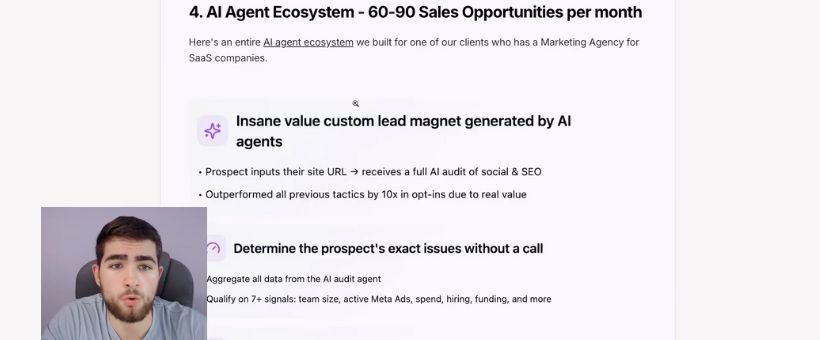 4. AI Agent Ecosystem - 60-90 Sales Opportunities per month
Here's an entire AI agent ecosystem we built for one of our clients who has a Marketing Agency for
SaaS companies.
Insane value custom lead magnet generated by AI
agents
• Prospect inputs their site URL → receives a full AI audit of social & SEO
• Outperformed all previous tactics by 10x in opt-ins due to real value
Determine the prospect's exact issues without a call
Aggregate all data from the AI audit agent
Qualify on 7+ signals: team size, active Meta Ads, spend, hiring, funding, and more